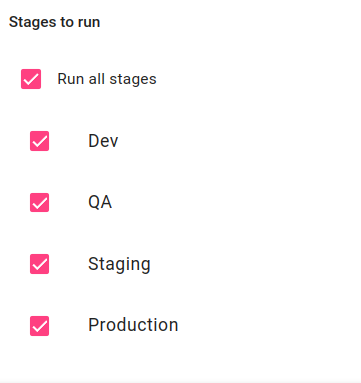 Stages to run
Run all stages
Dev
QA
Staging
Production